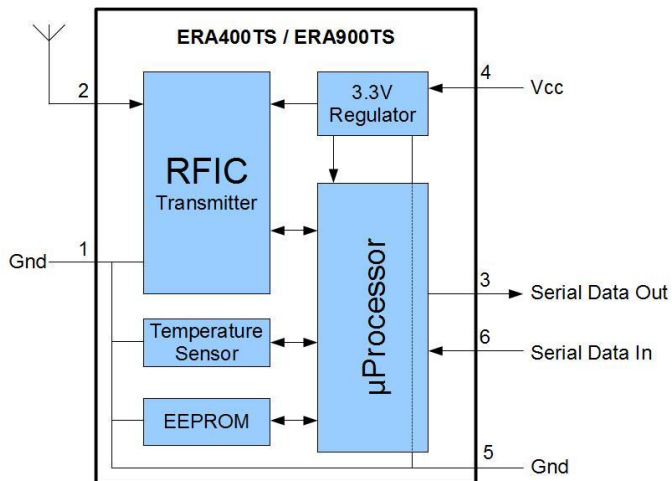 ERA400TS / ERA900TS
2
4
Vcc
3.3V
Regulator
RFIC
Transmitter
1
Gnd
µProcessor
3
Serial Data Out
Temperature
Sensor
6
Serial Data In
EEPROM
5
Gnd